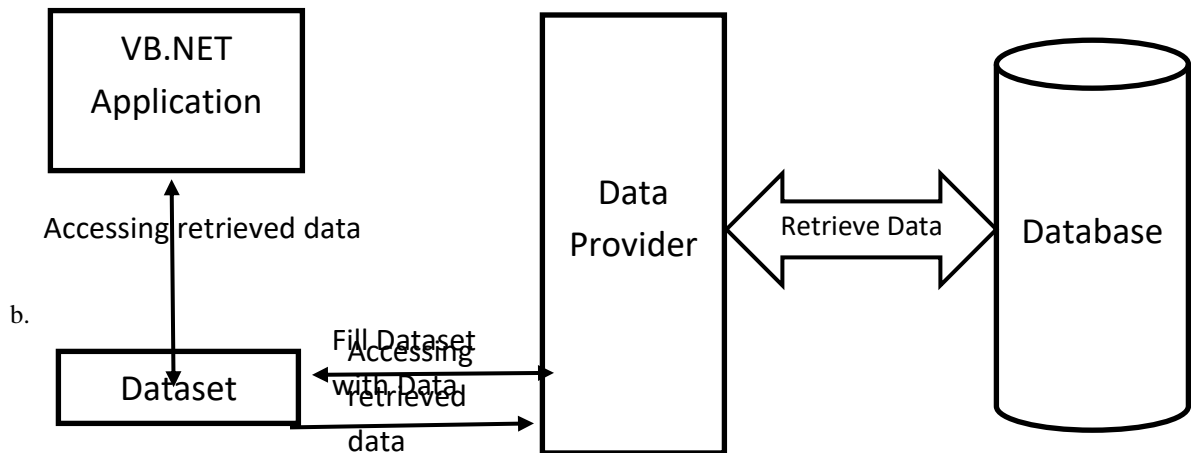 VB.NET
Application
Accessing retrieved data
b.
Dataset
Fill Dataset
with Data
Accessing
retrieved
data
Data
Provider
Retrieve Data
Database